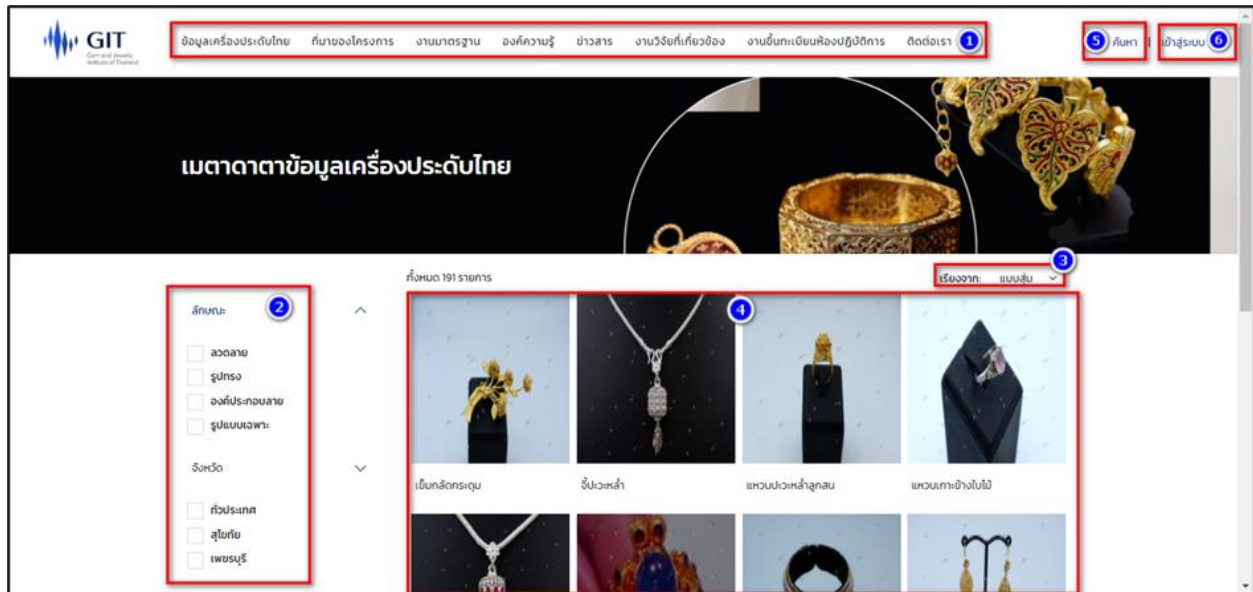 GIT
Gem and Jewelry
Institute of Thailand
ข้อมูลเครื่องประดับไทย ที่มาของโครงการ งานมาตรฐาน องค์ความรู้ ข่าวสาร งานวิจัยที่เกี่ยวข้อง งานขึ้นทะเบียนห้องปฏิบัติการ ติดต่อเรา 1
5 ค้นหา | เข้าสู่ระบบ 6
เมตาดาตาข้อมูลเครื่องประดับไทย
3
ทั้งหมด 191 รายการ
เรียงจาก: แบบสุ่ม
2
ลักษณะ
4
ลวดลาย
รูปทรง
องค์ประกอบลาย
รูปแบบเฉพาะ
จังหวัด
ทั่วประเทศ
สุโขทัย
เพชรบุรี
เข็มกลัดกระดุม จี้ปะวะหล่ำ แหวนปะวะหล่ำลูกสน แหวนเกาะข้างใบไม้